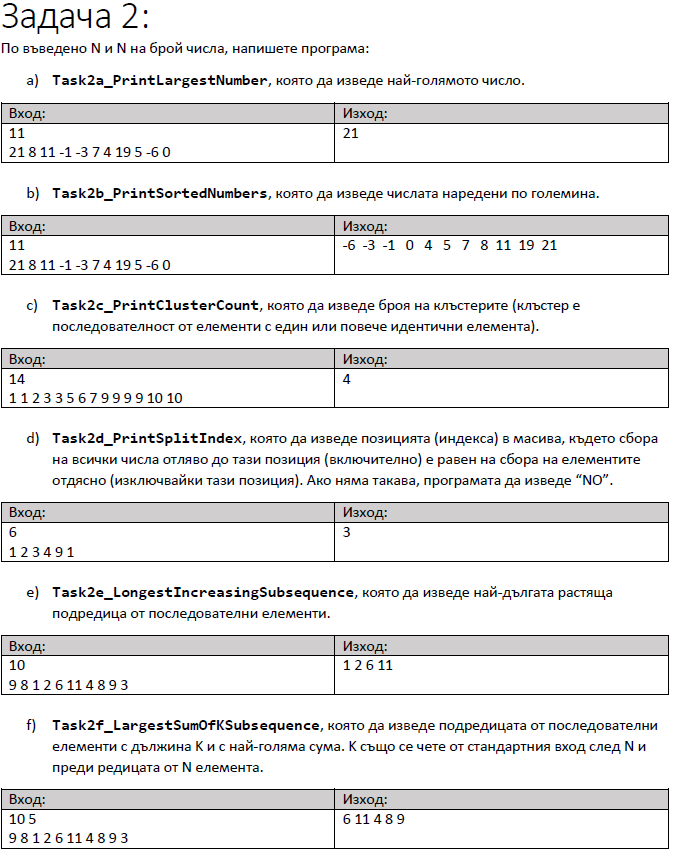 Задача 2:
По въведено N и N на брой числа, напишете програма:
a) Task2a_PrintLargestNumber, която да изведе най-голямото число.
Вход: Изход:
11 21
21 8 11 -1 -3 7 4 19 5 -6 0
b) Task2b_PrintSortedNumbers, която да изведе числата наредени по големина.
Вход: Изход:
11 -6 -3 -1 0 4 5 7 8 11 19 21
21 8 11 -1 -3 7 4 19 5 -6 0
c) Task2c_PrintClusterCount, която да изведе броя на клъстерите (клъстер е
последователност от елементи с един или повече идентични елемента).
Вход: Изход:
14 4
1 1 2 3 3 5 6 7 9 9 9 9 10 10
d) Task2d_PrintSplitIndex, която да изведе позицията (индекса) в масива, където сбора
на всички числа отляво до тази позиция (включително) е равен на сбора на елементите
отдясно (изключвайки тази позиция). Ако няма такава, програмата да изведе “NO”.
Вход: Изход:
6 3
1 2 3 4 9 1
e) Task2e_LongestIncreasingSubsequence, която да изведе най-дългата растяща
подредица от последователни елементи.
Вход: Изход:
10 1 2 6 11
9 8 1 2 6 11 4 8 9 3
f) Task2f_LargestSumOfKSubsequence, която да изведе подредицата от последователни
елементи с дължина K и с най-голяма сума. K също се чете от стандартния вход след N и
преди редицата от N елемента.
Вход: Изход:
10 5 6 11 4 8 9
9 8 1 2 6 11 4 8 9 3